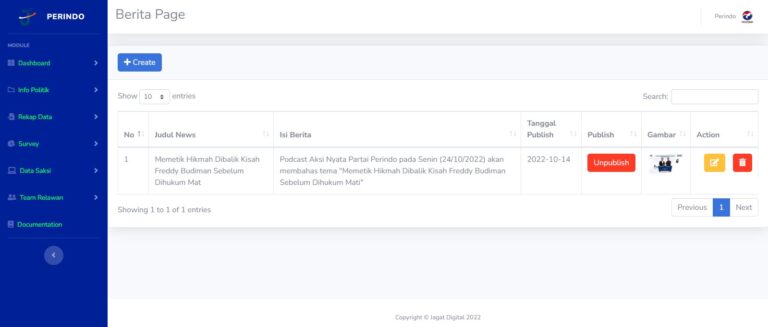 PERINDO
Berita Page
Perindo
MODULE
Dashboard
Info Politik
Rekap Data
Survey
Data Saksi
Team Relawan
Documentation
Create
Show 10 entries
Search:
No
Judul News
Isi Berita
Tanggal
Publish
Publish
Gambar
Action
1
Memetik Hikmah Dibalik Kisah
Freddy Budiman Sebelum
Dihukum Mat
Podcast Aksi Nyata Partai Perindo pada Senin (24/10/2022) akan
membahas tema "Memetik Hikmah Dibalik Kisah Freddy Budiman
Sebelum Dihukum Mati"
2022-10-14
Unpublish
Showing 1 to 1 of 1 entries
Previous 1 Next
Copyright © Jagat Digital 2022